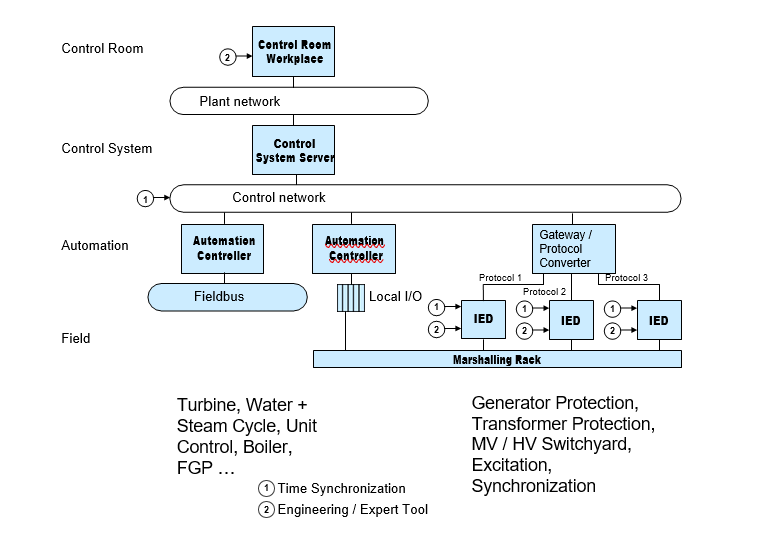 Control Room
Control Room
Workplace
2
Plant network
Control System
Control
System Server
1
Control network
Automation
Automation
Controller
Automation
Controller
Gateway /
Protocol
Converter
Protocol 1
Protocol 2
Protocol 3
Fieldbus
Local I/O
1
2
IED
1
2
IED
1
2
IED
Field
Marshalling Rack
Turbine, Water +
Steam Cycle, Unit
Control, Boiler,
FGP ...
Generator Protection,
Transformer Protection,
MV / HV Switchyard,
Excitation,
Synchronization
1 Time Synchronization
2 Engineering / Expert Tool